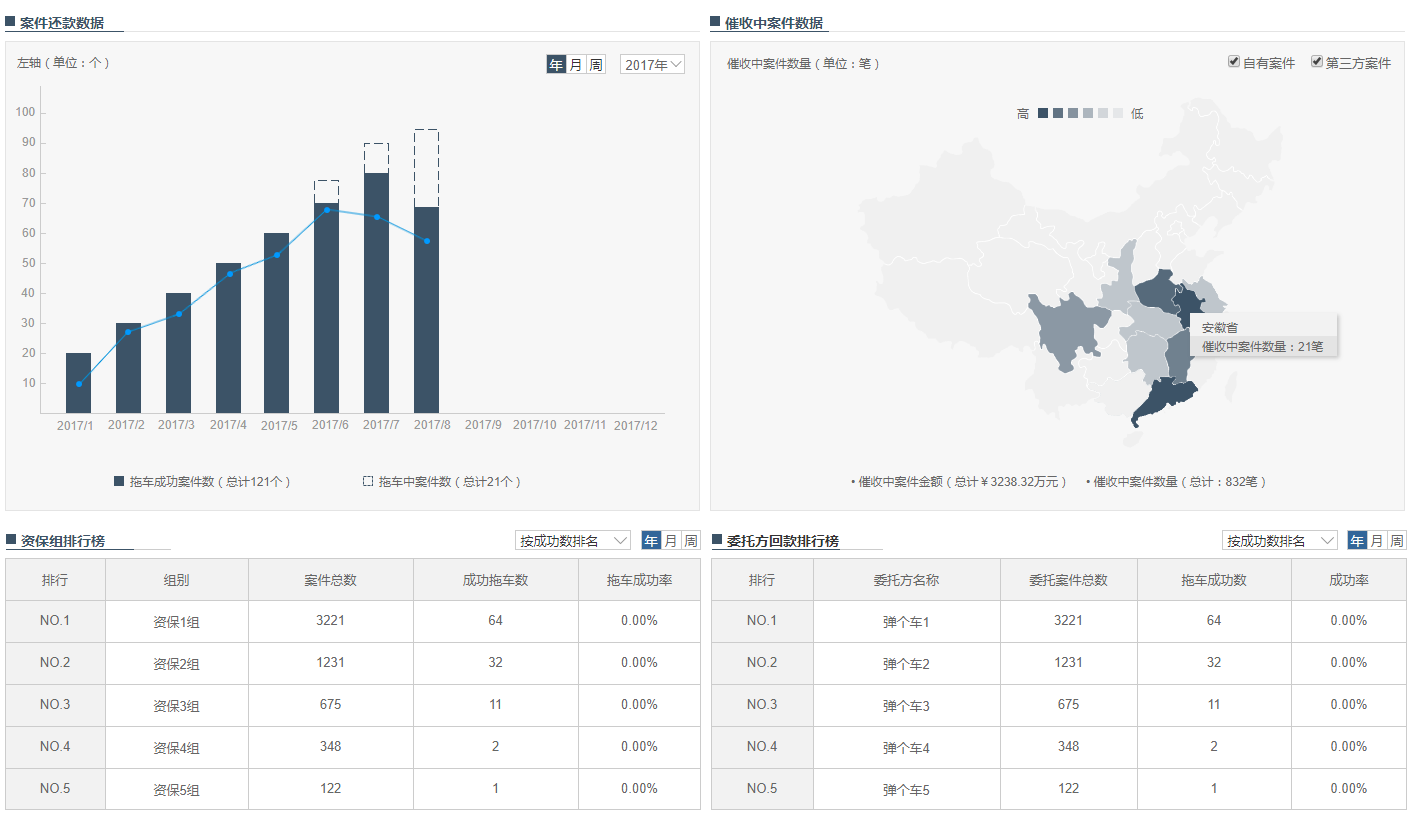 案件还款数据
左轴（单位：个）
年 月 周 2017年
100
90
80
70
60
50
40
30
20
10
2017/1 2017/2 2017/3 2017/4 2017/5 2017/6 2017/7 2017/8 2017/9 2017/10 2017/11 2017/12
拖车成功案件数（总计121个） 拖车中案件数（总计21个）
催收中案件数据
催收中案件数量（单位：笔） 自有案件 第三方案件
高 低
安徽省
催收中案件数量：21笔
• 催收中案件金额（总计￥3238.32万元） • 催收中案件数量（总计：832笔）
资保组排行榜 按成功数排名 年 月 周
排行 组别 案件总数 成功拖车数 拖车成功率
NO.1 资保1组 3221 64 0.00%
NO.2 资保2组 1231 32 0.00%
NO.3 资保3组 675 11 0.00%
NO.4 资保4组 348 2 0.00%
NO.5 资保5组 122 1 0.00%
委托方回款排行榜 按成功数排名 年 月 周
排行 委托方名称 委托案件总数 拖车成功数 成功率
NO.1 弹个车1 3221 64 0.00%
NO.2 弹个车2 1231 32 0.00%
NO.3 弹个车3 675 11 0.00%
NO.4 弹个车4 348 2 0.00%
NO.5 弹个车5 122 1 0.00%